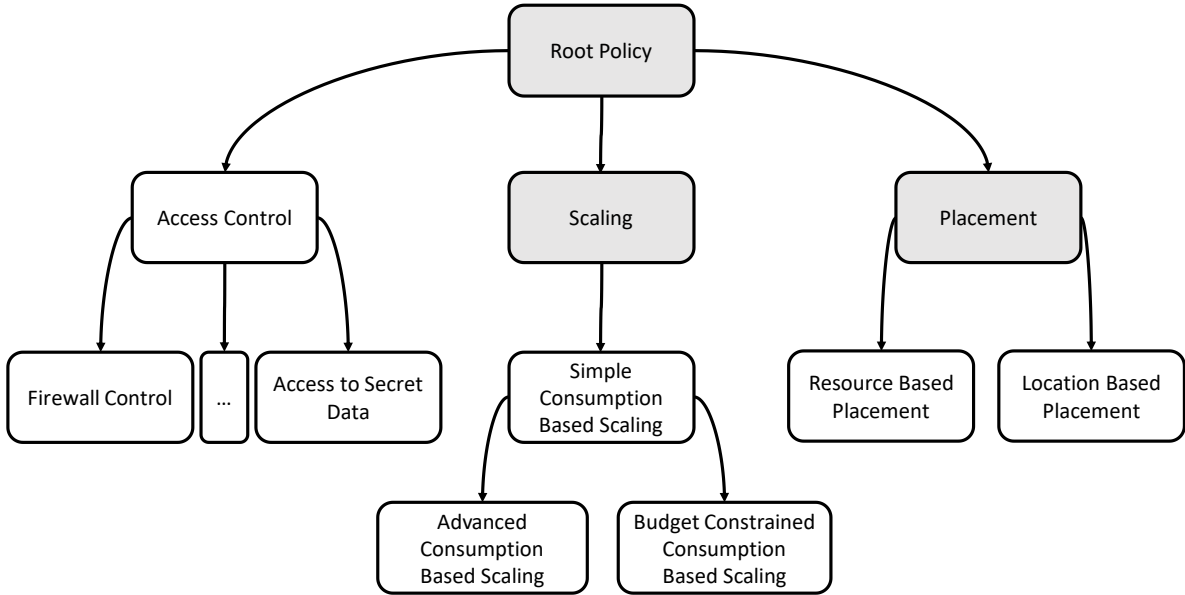 Root Policy
Access Control
Scaling
Placement
Firewall Control
...
Access to Secret
Data
Simple
Consumption
Based Scaling
Resource Based
Placement
Location Based
Placement
Advanced
Consumption
Based Scaling
Budget Constrained
Consumption
Based Scaling